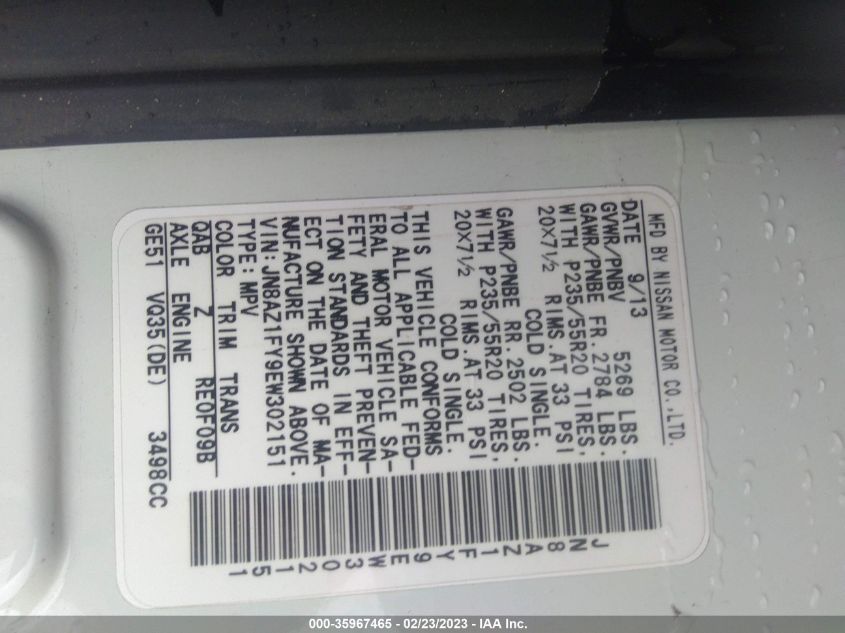 MFD BY NISSAN MOTOR CO.,LTD.
DATE 9/13
GVWR/PNBV 5269 LBS.
GAWR/PNBE FR. 2784 LBS.
WITH P235/55R20 TIRES,
20X7½ RIMS.AT 33 PSI
COLD SINGLE.
GAWR/PNBE RR. 2502 LBS.
WITH P235/55R20 TIRES,
20X7½ RIMS.AT 33 PSI
COLD SINGLE.
THIS VEHICLE CONFORMS
TO ALL APPLICABLE FED-
ERAL MOTOR VEHICLE SA-
FETY AND THEFT PREVEN-
TION STANDARDS IN EFF-
ECT ON THE DATE OF MA-
NUFACTURE SHOWN ABOVE.
VIN: JN8AZ1FY9EW302151
TYPE: MPV
COLOR TRIM TRANS
QAB Z RE0F09B
AXLE ENGINE
GE51 VQ35(DE) 3498CC
JN8AZ1FY9EW302151
000-35967465 - 02/23/2023 - IAA Inc.